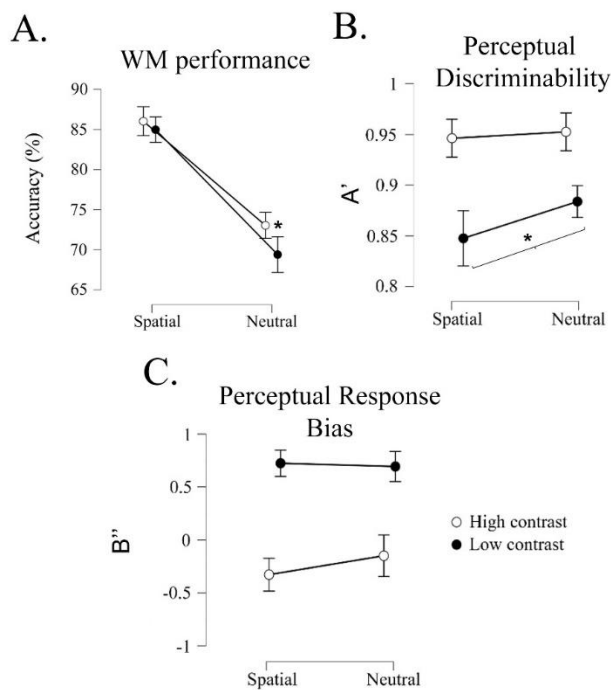 A.
WM performance
Accuracy (%)
90
85
80
75
70
65
*
Spatial
Neutral
B.
Perceptual
Discriminability
A'
1
0.95
0.9
0.85
0.8
*
Spatial
Neutral
C.
Perceptual Response
Bias
B"
1
0.5
0
-0.5
-1
Spatial
Neutral
High contrast
Low contrast